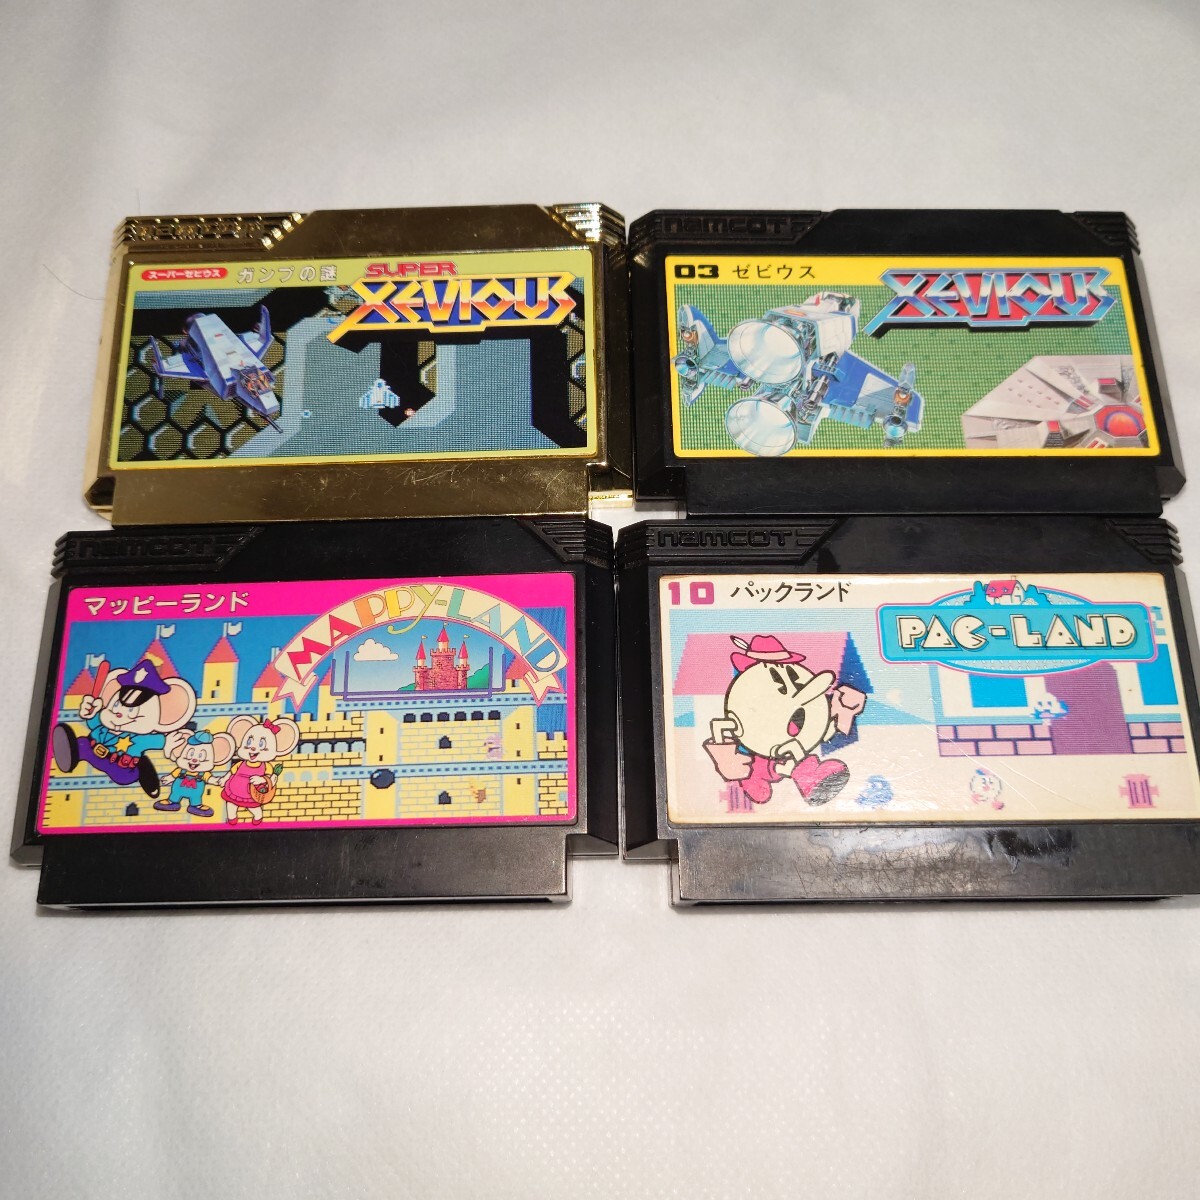 namcot
スーパーゼビウス ガンプの謎 SUPER
XEVIOUS
namcot
03 ゼビウス XEVIOUS
namcot
マッピーランド MAPPY-LAND
namcot
10 パックランド
PAC-LAND